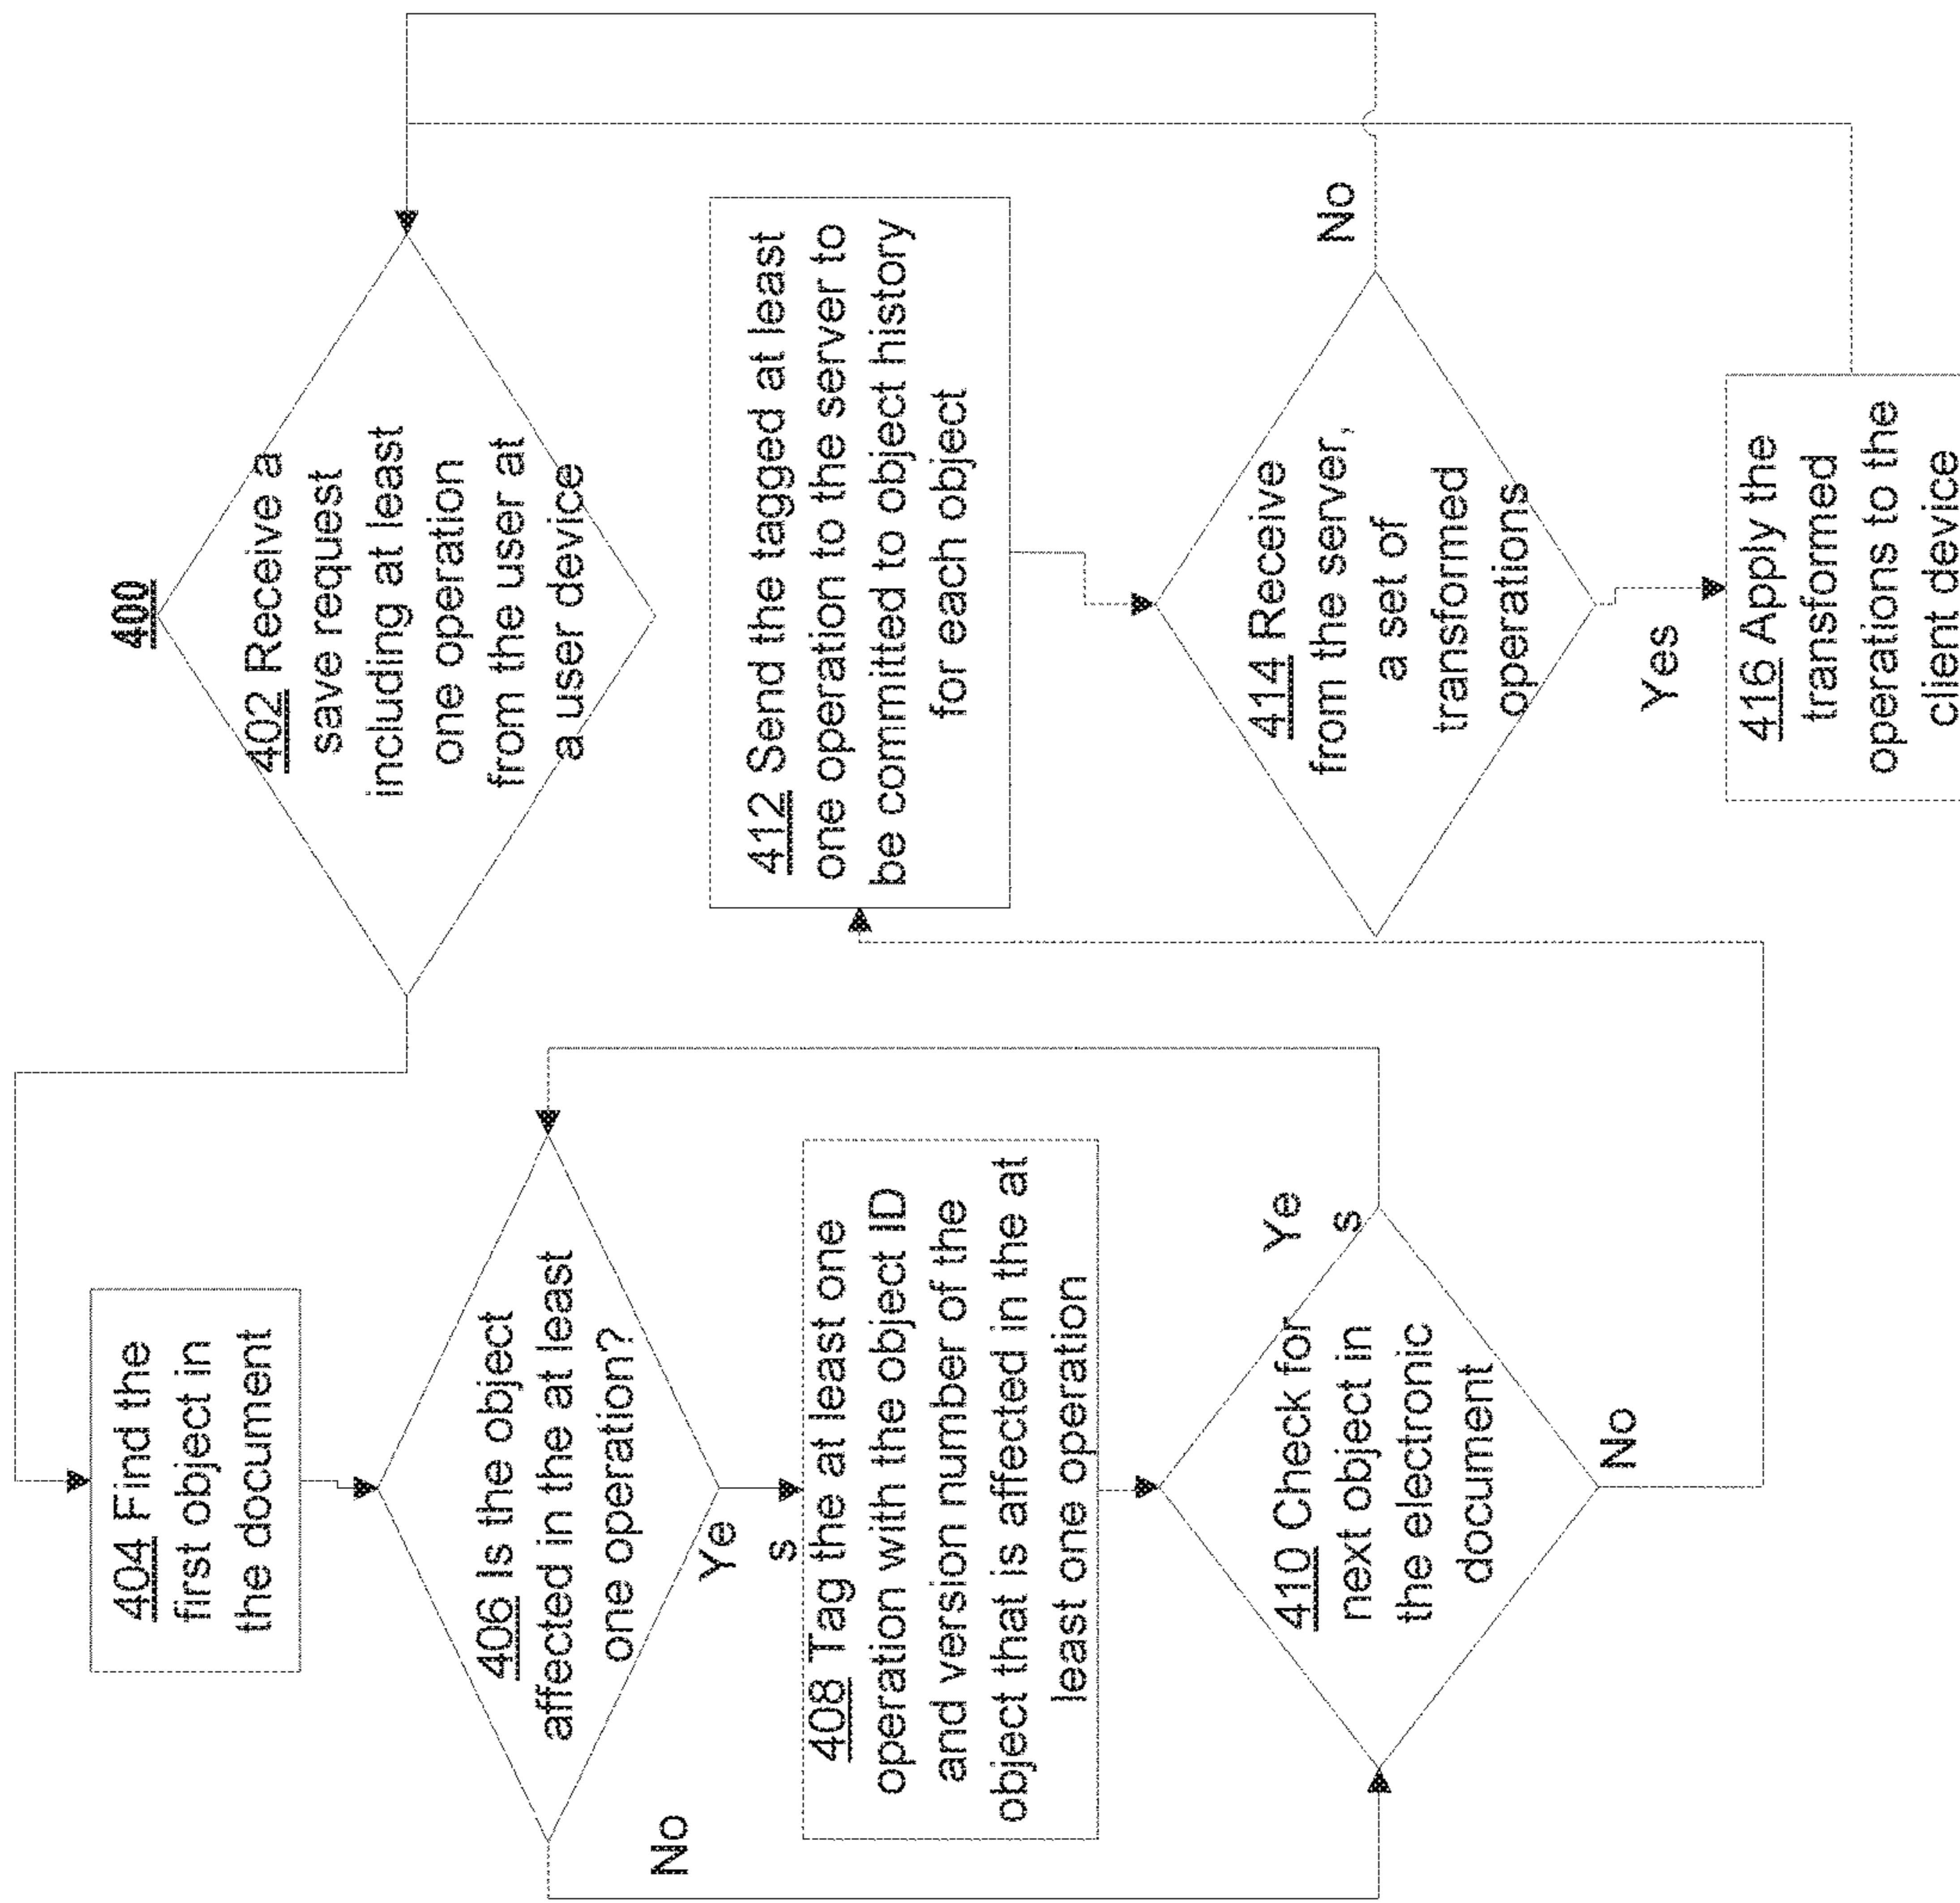 400
402 Receive a
save request
including at least
one operation
from the user at
a user device
404 Find the
first object in
the document
406 Is the object
affected in the at least
one operation?
No
Ye
s
408 Tag the at least one
operation with the object ID
and version number of the
object that is affected in the at
least one operation
410 Check for
next object in
the electronic
document
Ye
s
No
412 Send the tagged at least
one operation to the server to
be committed to object history
for each object
414 Receive
from the server,
a set of
transformed
operations
No
Yes
416 Apply the
transformed
operations to the
client device